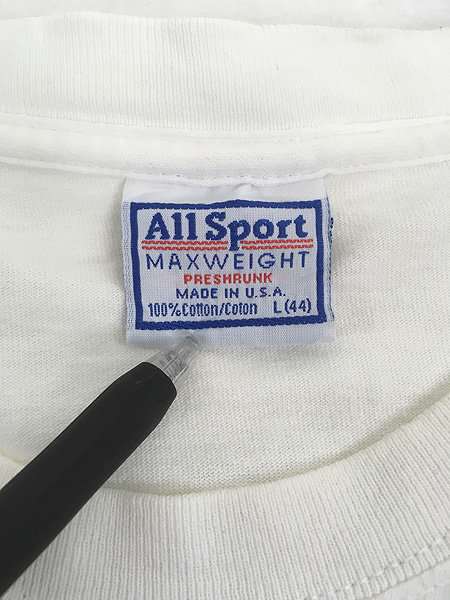 All Sport
MAXWEIGHT
PRESHRUNK
MADE IN U.S.A.
100% Cotton/Coton L (44)